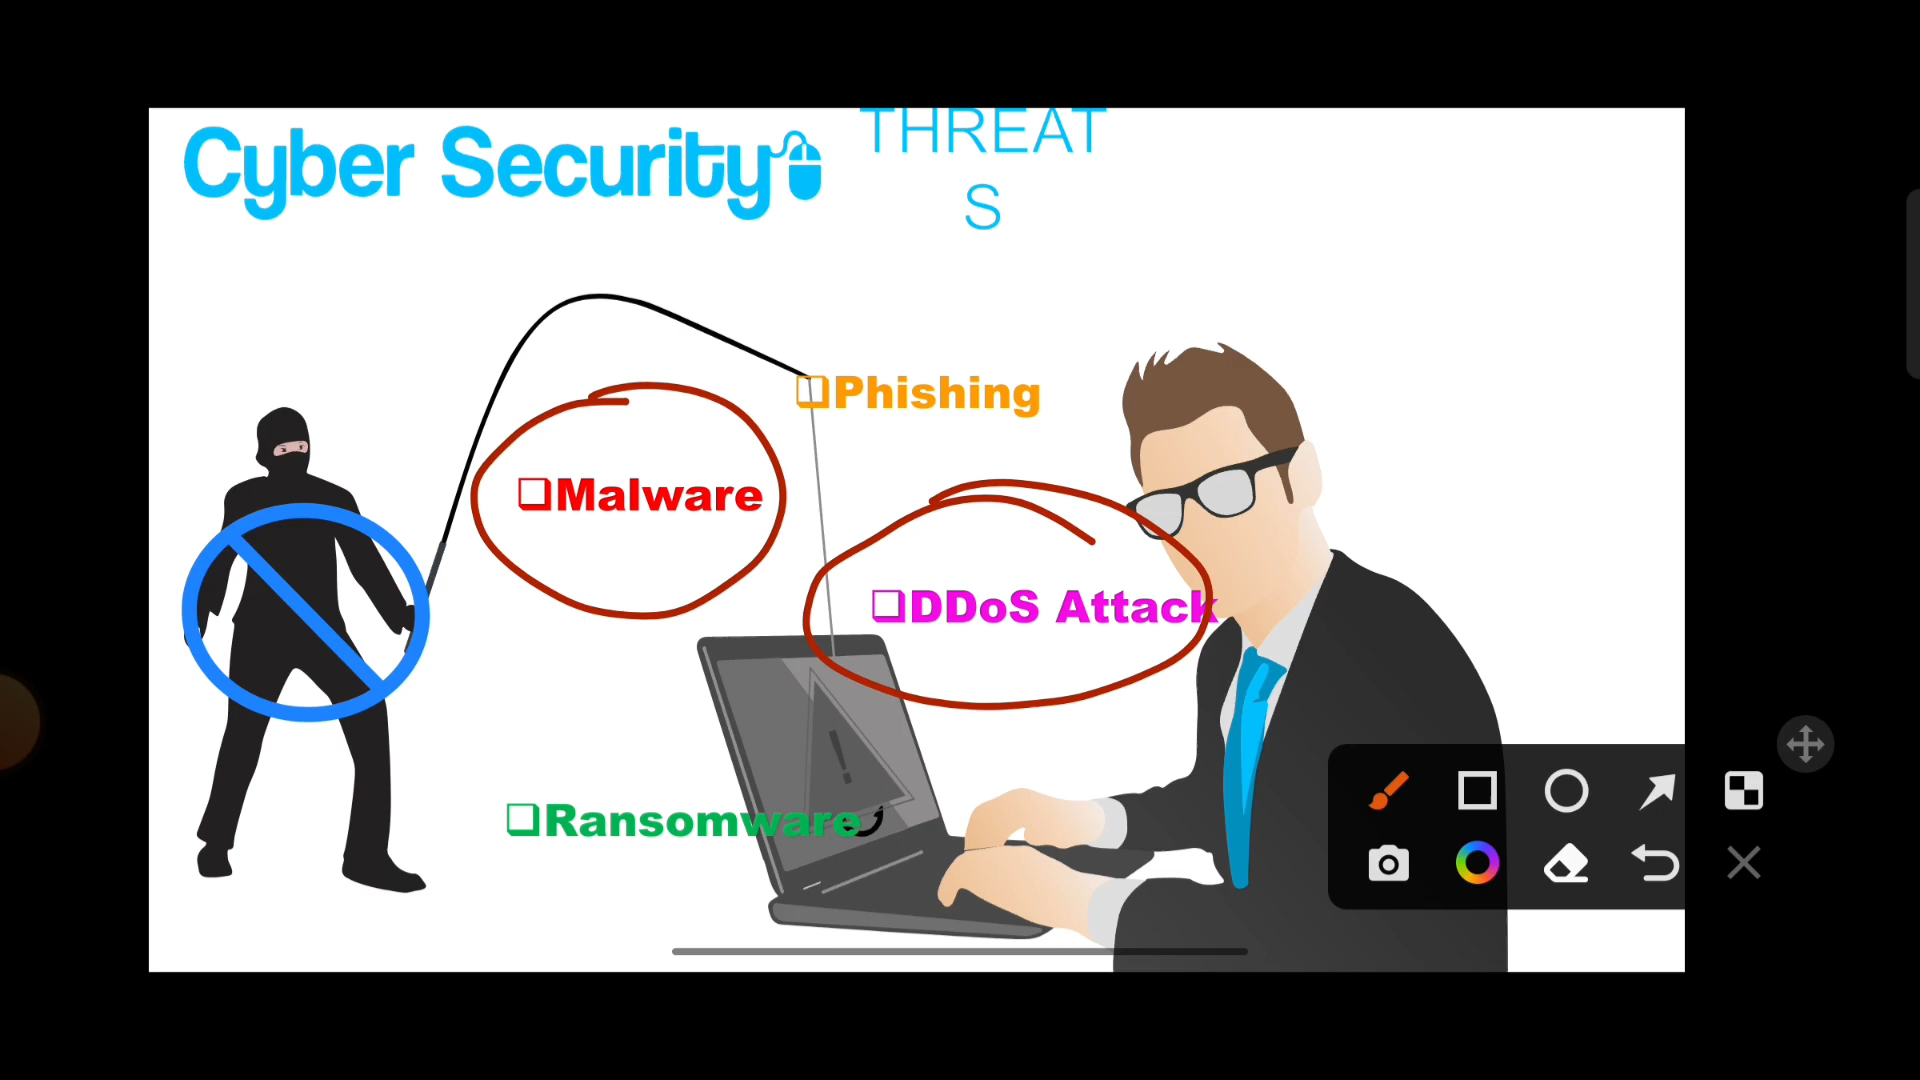 Cyber Security
THREAT
S
❑Phishing
❑Malware
❑DDoS Attack
❑Ransomware
!